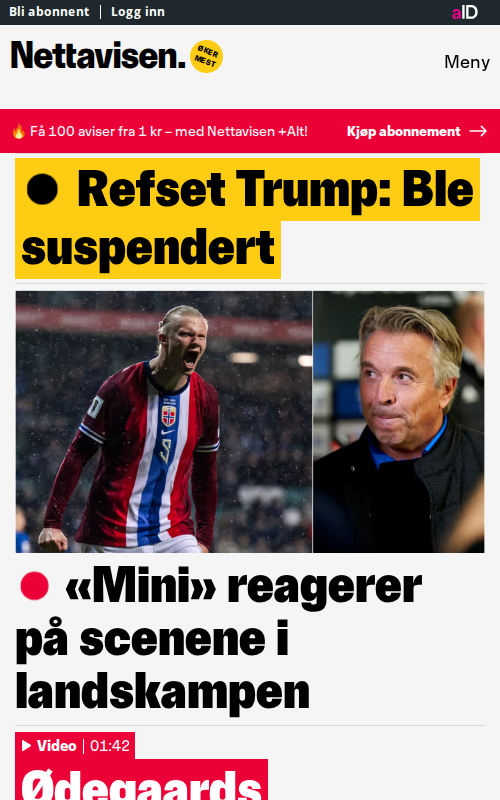 Bli abonnent | Logg inn
aID
Nettavisen.
ØKER
MEST
Meny
🔥 Få 100 aviser fra 1 kr – med Nettavisen +Alt!
Kjøp abonnement →
Refset Trump: Ble
suspendert
«Mini» reagerer
på scenene i
landskampen
Video | 01:42
Ødegaards